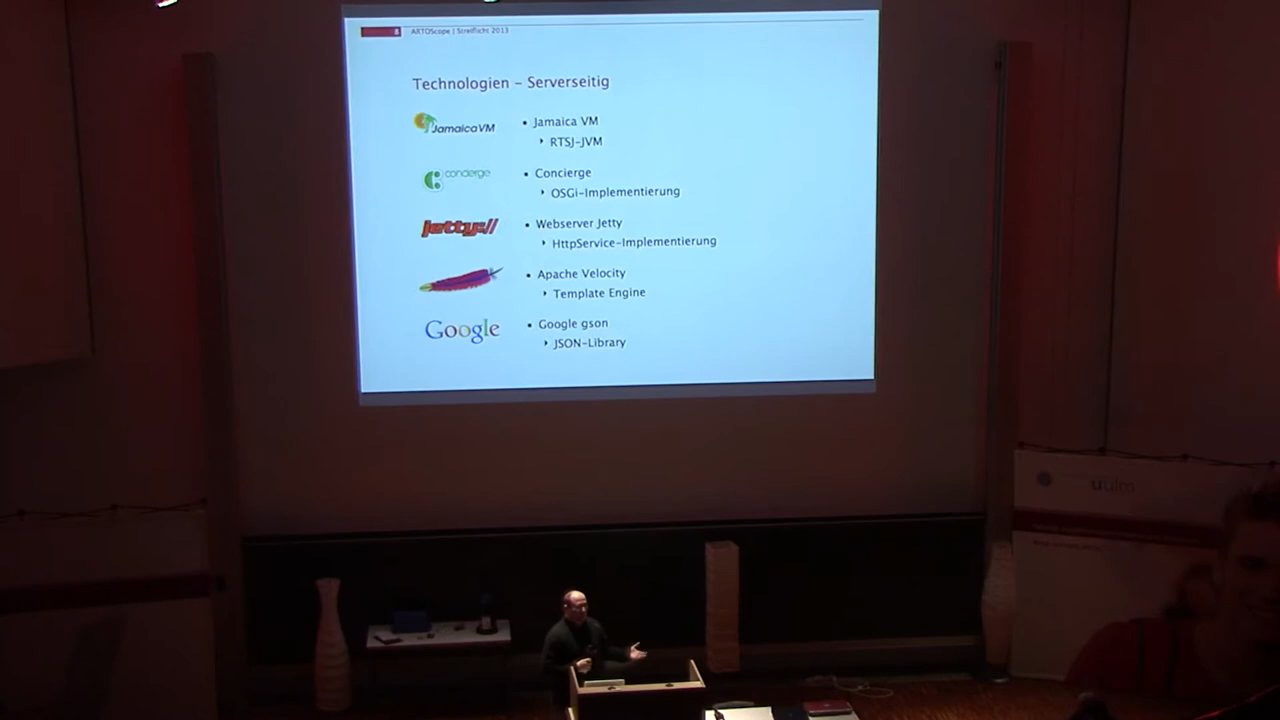 ARTOScope | Streiflicht 2013
Technologien – Serverseitig
JamaicaVM
• Jamaica VM
‣ RTSJ-JVM
concierge
• Concierge
‣ OSGi-Implementierung
jetty://
• Webserver Jetty
‣ HttpService-Implementierung
• Apache Velocity
‣ Template Engine
Google
• Google gson
‣ JSON-Library
uulm